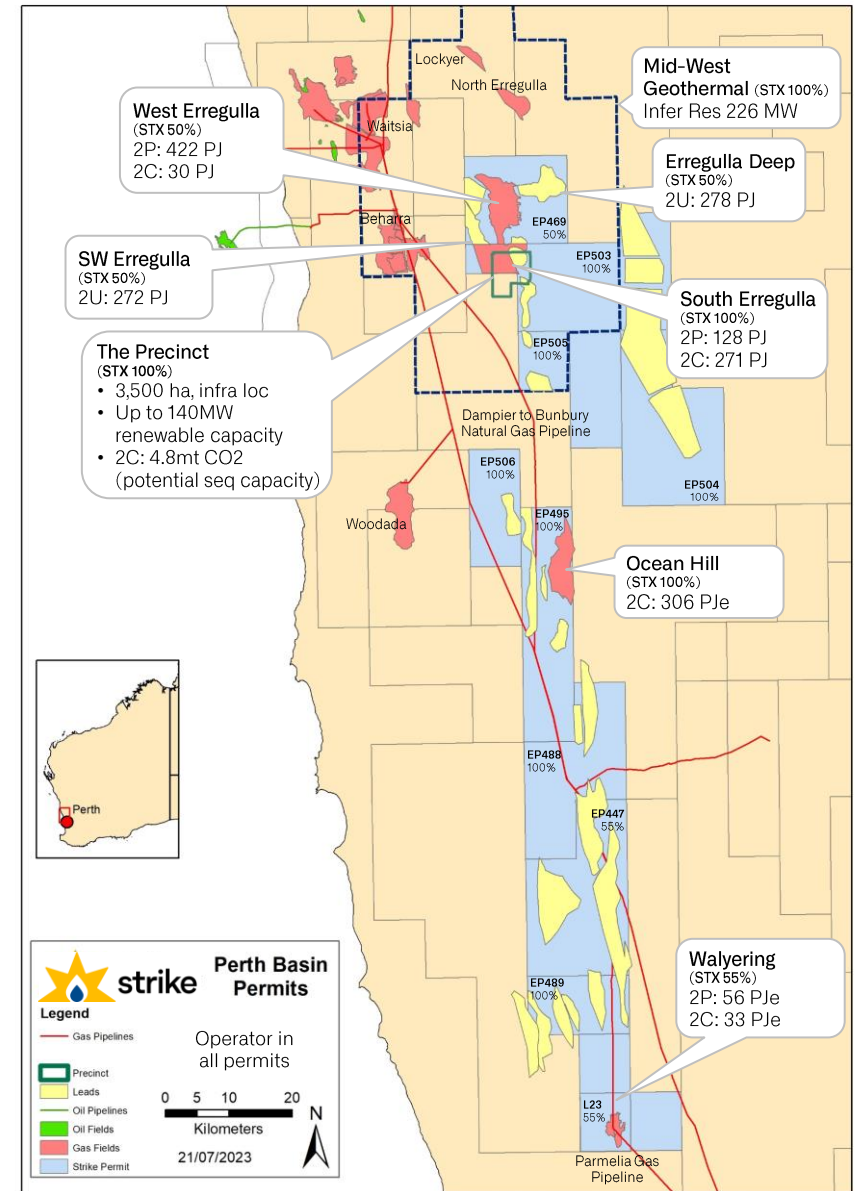 Lockyer
North Erregulla
Mid-West
Geothermal (STX 100%)
Infer Res 226 MW
West Erregulla
(STX 50%)
2P: 422 PJ
2C: 30 PJ
Waitsia
Erregulla Deep
(STX 50%)
2U: 278 PJ
Beharra
EP469
50%
SW Erregulla
(STX 50%)
2U: 272 PJ
EP503
100%
South Erregulla
(STX 100%)
2P: 128 PJ
2C: 271 PJ
The Precinct
(STX 100%)
• 3,500 ha, infra loc
• Up to 140MW
renewable capacity
• 2C: 4.8mt CO2
(potential seq capacity)
EP505
100%
Dampier to Bunbury
Natural Gas Pipeline
EP506
100%
EP504
100%
Woodada
EP495
100%
Ocean Hill
(STX 100%)
2C: 306 PJe
Perth
EP488
100%
EP447
55%
Walyering
(STX 55%)
2P: 56 PJe
2C: 33 PJe
EP489
100%
L23
55%
Parmelia Gas
Pipeline
strike
Perth Basin
Permits
Legend
Gas Pipelines
Precinct
Leads
Oil Pipelines
Oil Fields
Gas Fields
Strike Permit
Operator in
all permits
0 5 10 20
Kilometers
N
21/07/2023